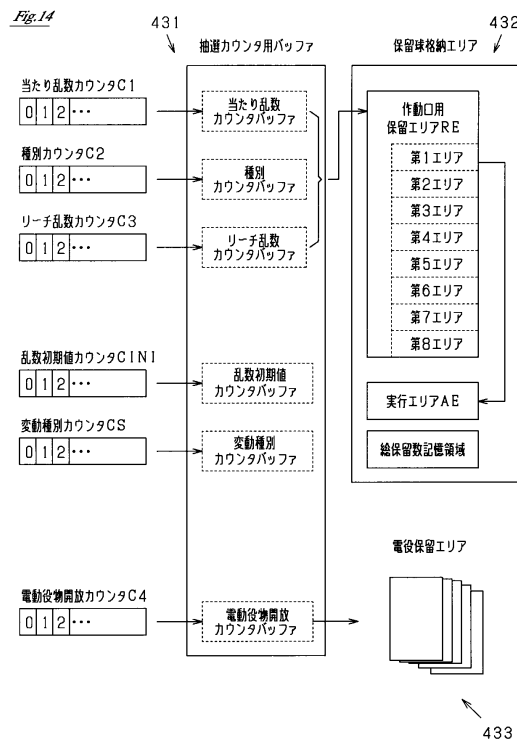 Fig.14
431
432
抽選カウンタ用バッファ
保留球格納エリア
当たり乱数カウンタC1
0 1 2 ･･･
当たり乱数
カウンタバッファ
種別カウンタC2
0 1 2 ･･･
種別
カウンタバッファ
リーチ乱数カウンタC3
0 1 2 ･･･
リーチ乱数
カウンタバッファ
作動口用
保留エリアRE
第1エリア
第2エリア
第3エリア
第4エリア
第5エリア
第6エリア
第7エリア
第8エリア
乱数初期値カウンタCINI
0 1 2 ･･･
乱数初期値
カウンタバッファ
実行エリアAE
変動種別カウンタCS
0 1 2 ･･･
変動種別
カウンタバッファ
総保留数記憶領域
電役保留エリア
電動役物開放カウンタC4
0 1 2 ･･･
電動役物開放
カウンタバッファ
433